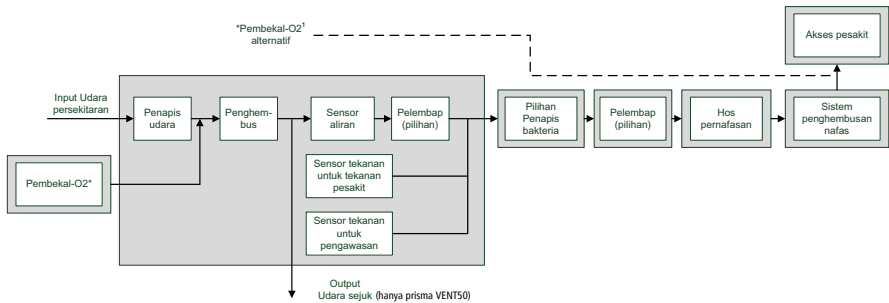 *Pembekal-O2¹
alternatif
Akses pesakit
Input Udara
persekitaran
Penapis
udara
Penghem-
bus
Sensor
aliran
Pelembap
(pilihan)
Pilihan
Penapis
bakteria
Pelembap
(pilihan)
Hos
pernafasan
Sistem
penghembusan
nafas
Pembekal-O2*
Sensor tekanan
untuk tekanan
pesakit
Sensor tekanan
untuk
pengawasan
Output
Udara sejuk (hanya prisma VENT50)